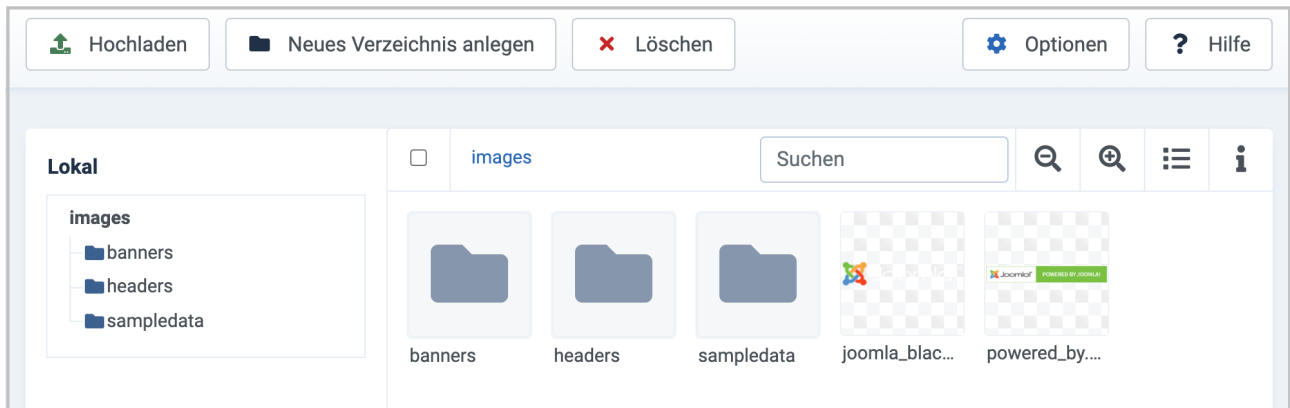 Hochladen
Neues Verzeichnis anlegen
Löschen
Optionen
Hilfe
Lokal
images
banners
headers
sampledata
images
Suchen
Joomla!
POWERED BY JOOMLA!
banners
headers
sampledata
joomla_blac...
powered_by....